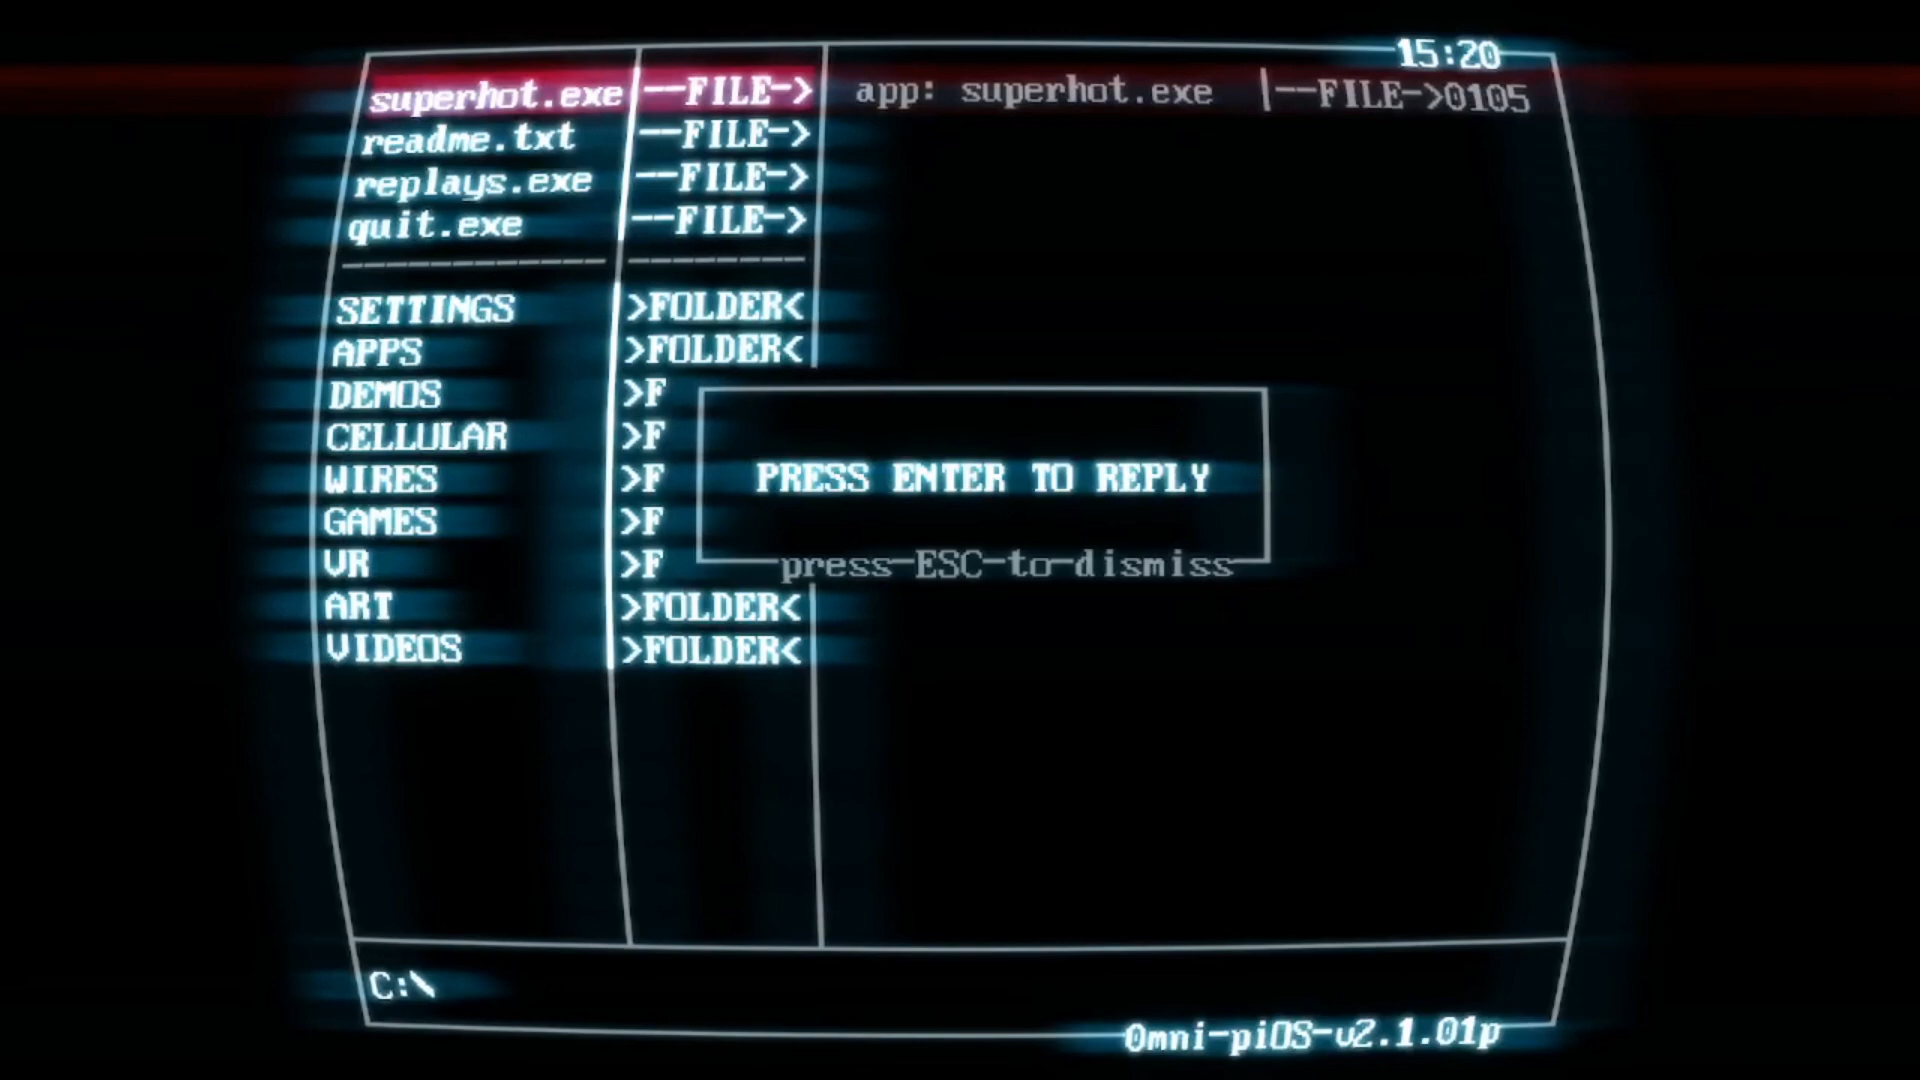 15:20
superhot.exe --FILE-> app: superhot.exe |--FILE->0105
readme.txt --FILE->
replays.exe --FILE->
quit.exe --FILE->
SETTINGS >FOLDER<
APPS >FOLDER<
DEMOS >F
CELLULAR >F
WIRES >F
GAMES >F
VR >F
ART >FOLDER<
VIDEOS >FOLDER<
PRESS ENTER TO REPLY
press-ESC-to-dismiss
C:\
0mni-piOS-v2.1.01p